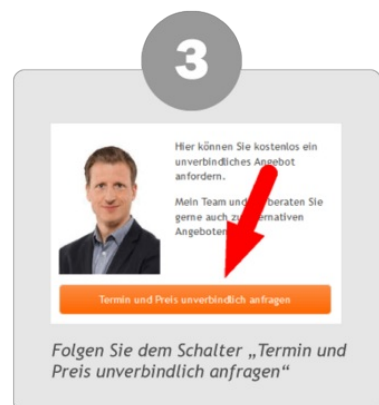 3
Hier können Sie kostenlos ein
unverbindliches Angebot
anfordern.
Mein Team und beraten Sie
gerne auch zu
Angeboten
Termin und Preis unverbindlich anfragen
Folgen Sie dem Schalter „Termin und
Preis unverbindlich anfragen“